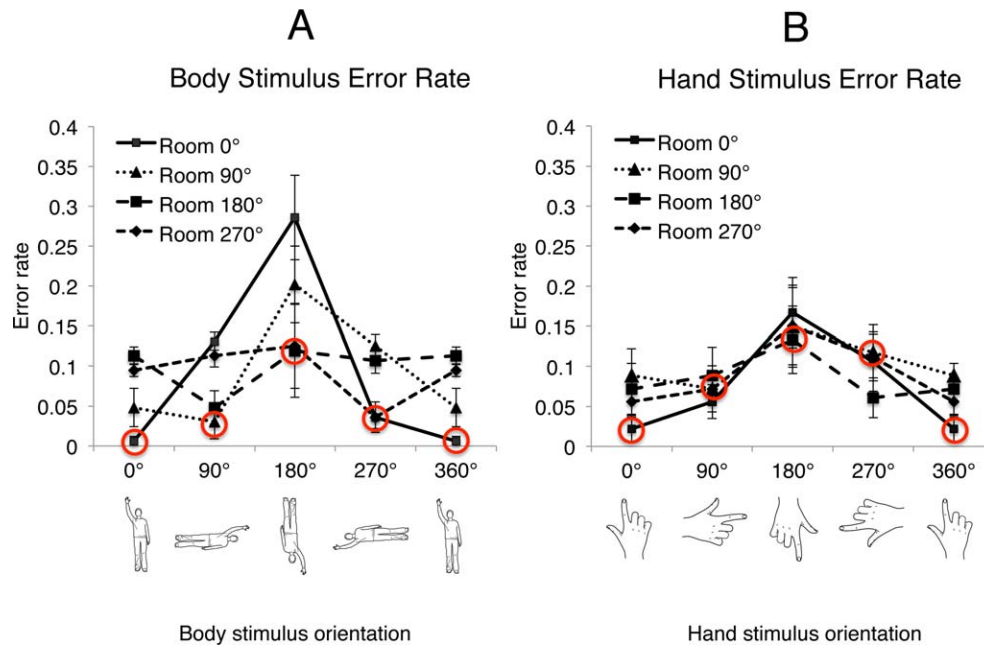 A
Body Stimulus Error Rate
0.4
0.35
0.3
0.25
0.2
0.15
0.1
0.05
0
Error rate
Room 0°
Room 90°
Room 180°
Room 270°
0° 90° 180° 270° 360°
Body stimulus orientation
B
Hand Stimulus Error Rate
0.4
0.35
0.3
0.25
0.2
0.15
0.1
0.05
0
Error rate
Room 0°
Room 90°
Room 180°
Room 270°
0° 90° 180° 270° 360°
Hand stimulus orientation